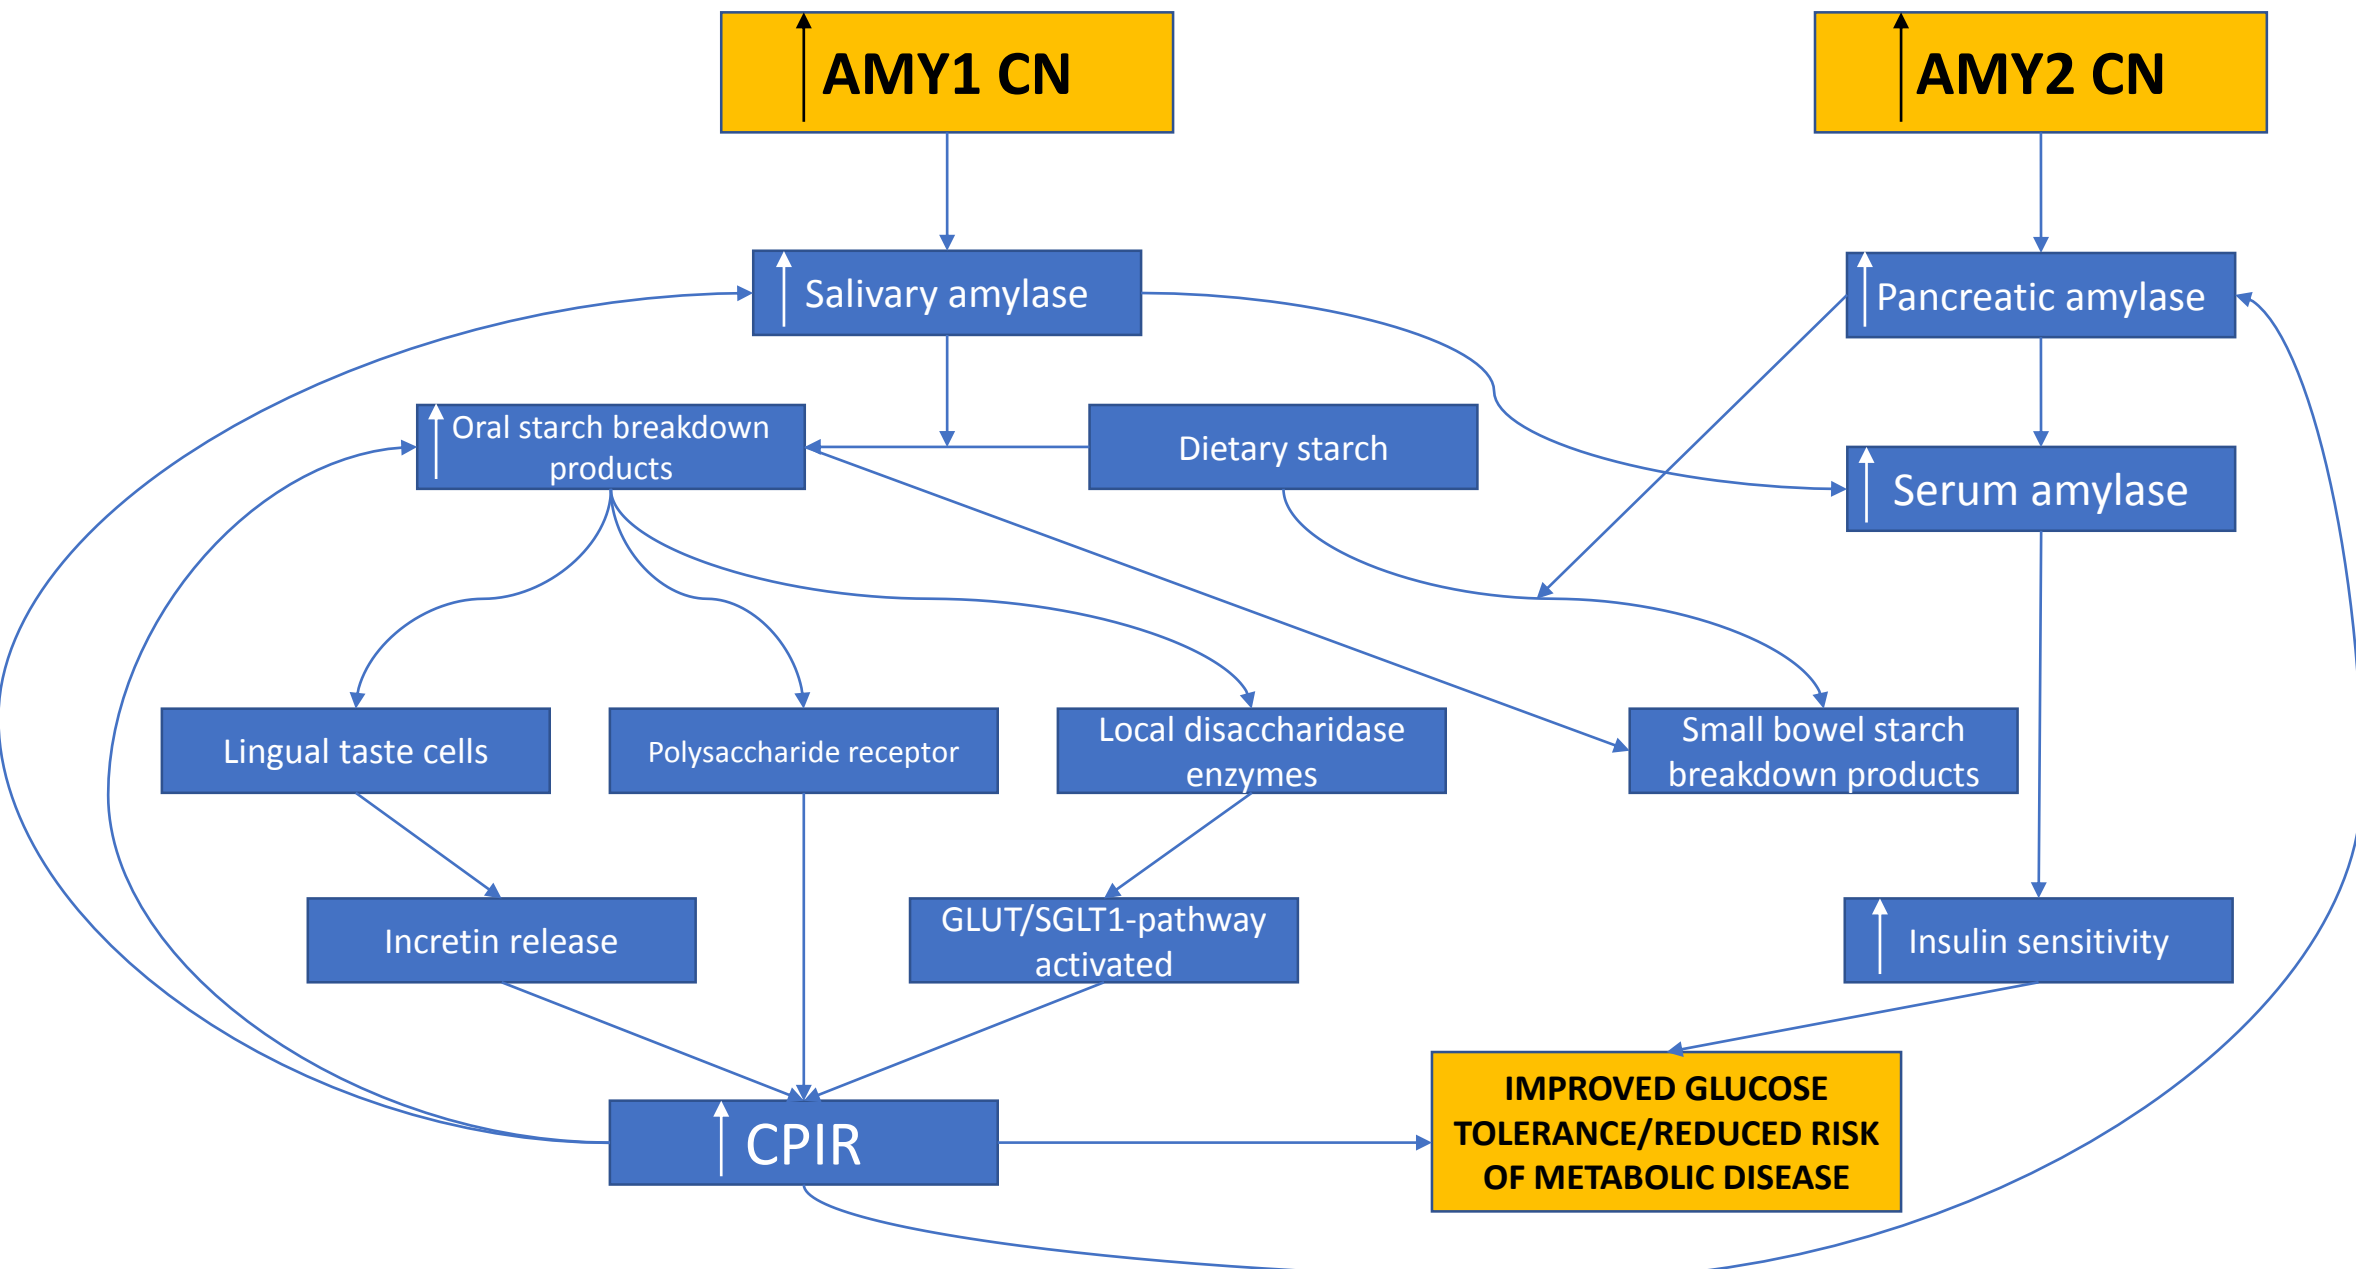 AMY1 CN
AMY2 CN
Salivary amylase
Pancreatic amylase
Oral starch breakdown
products
Dietary starch
Serum amylase
Lingual taste cells
Polysaccharide receptor
Local disaccharidase
enzymes
Small bowel starch
breakdown products
Incretin release
GLUT/SGLT1-pathway
activated
Insulin sensitivity
CPIR
IMPROVED GLUCOSE
TOLERANCE/REDUCED RISK
OF METABOLIC DISEASE